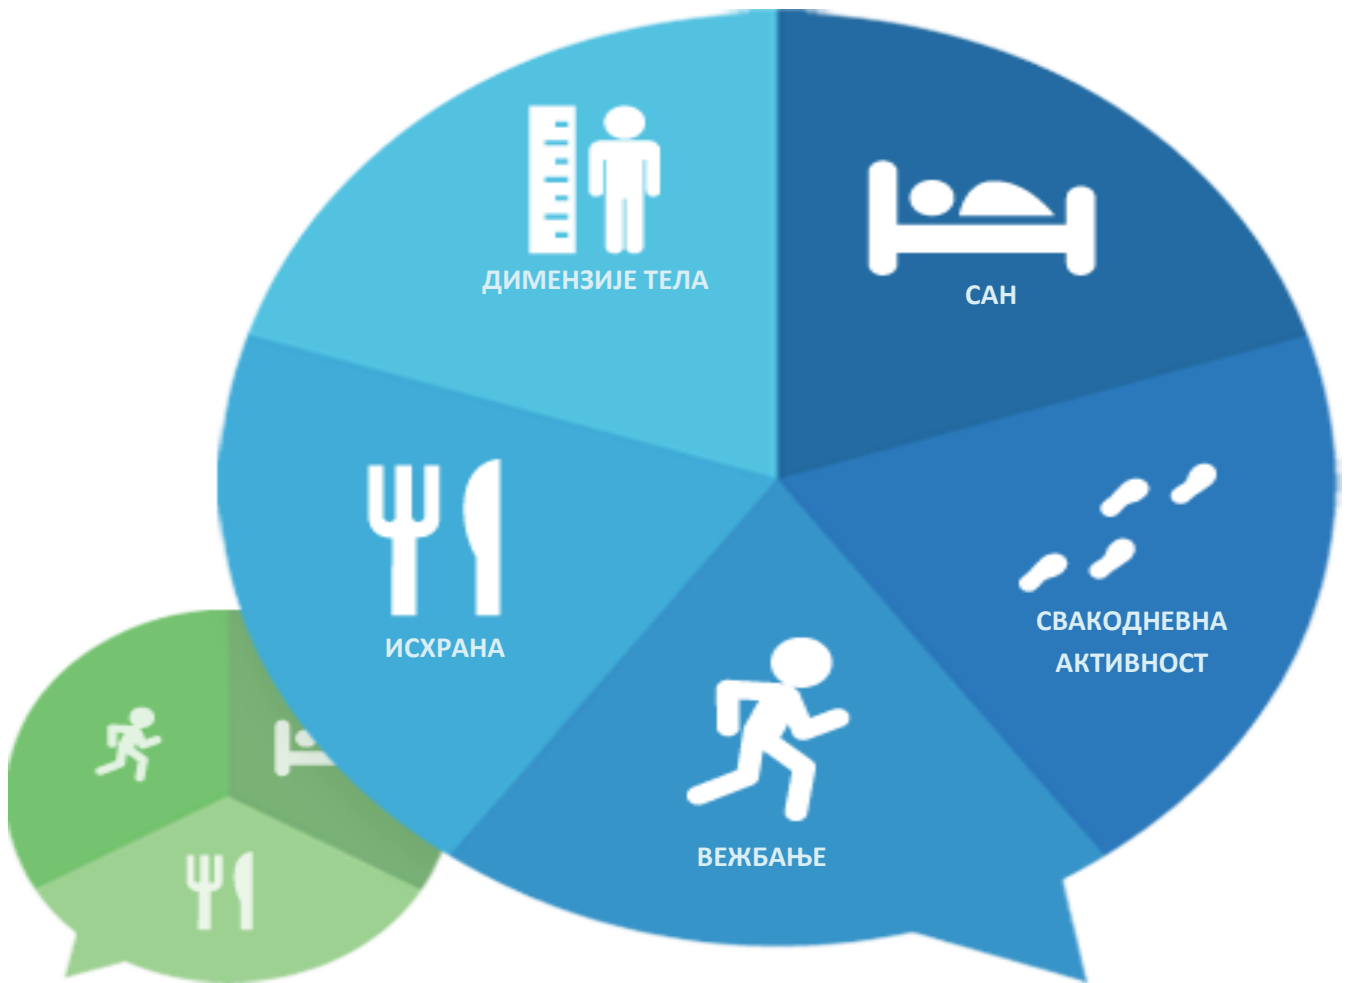 ДИМЕНЗИЈЕ ТЕЛА
САН
ИСХРАНА
СВАКОДНЕВНА
АКТИВНОСТ
ВЕЖБАЊЕ